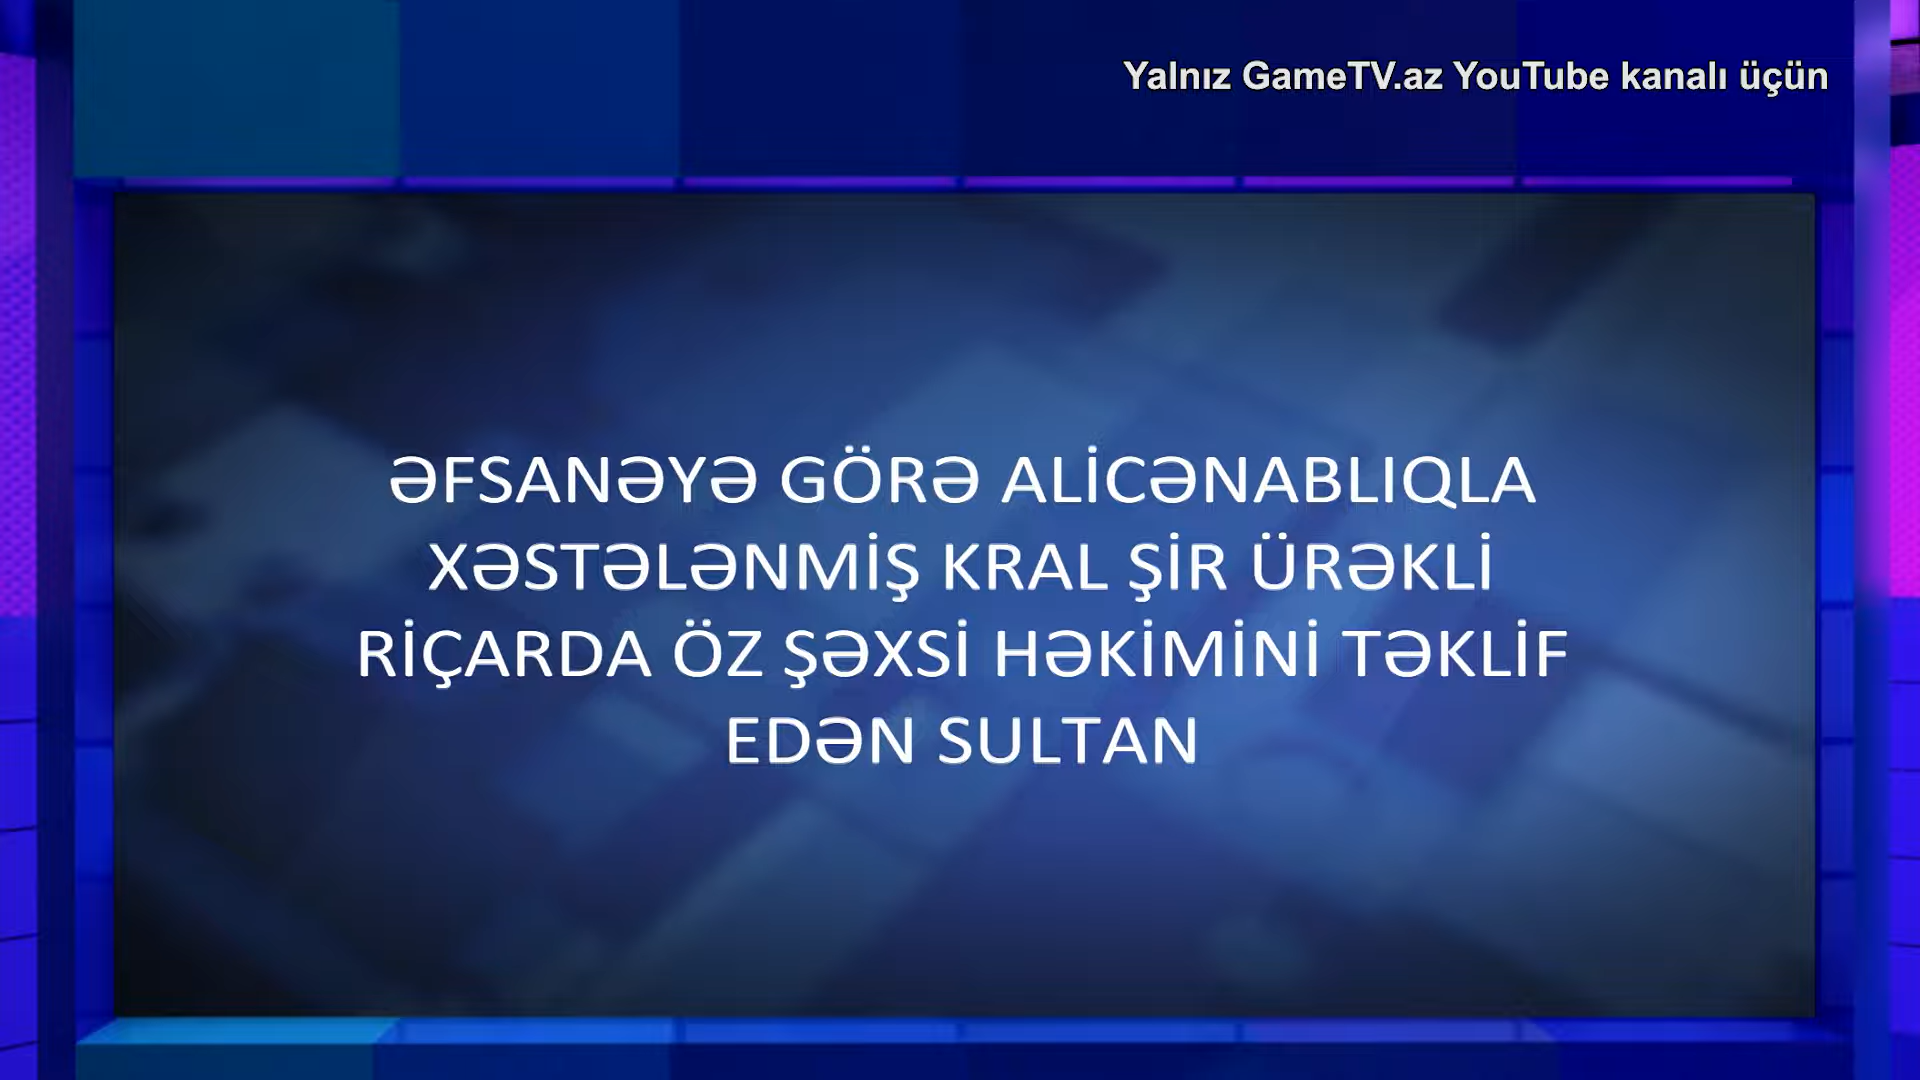 Yalnız GameTV.az YouTube kanalı üçün
ƏFSANƏYƏ GÖRƏ ALİCƏNABLIQLA
XƏSTƏLƏNMİŞ KRAL ŞİR ÜRƏKLİ
RİÇARDA ÖZ ŞƏXSİ HƏKİMİNİ TƏKLİF
EDƏN SULTAN